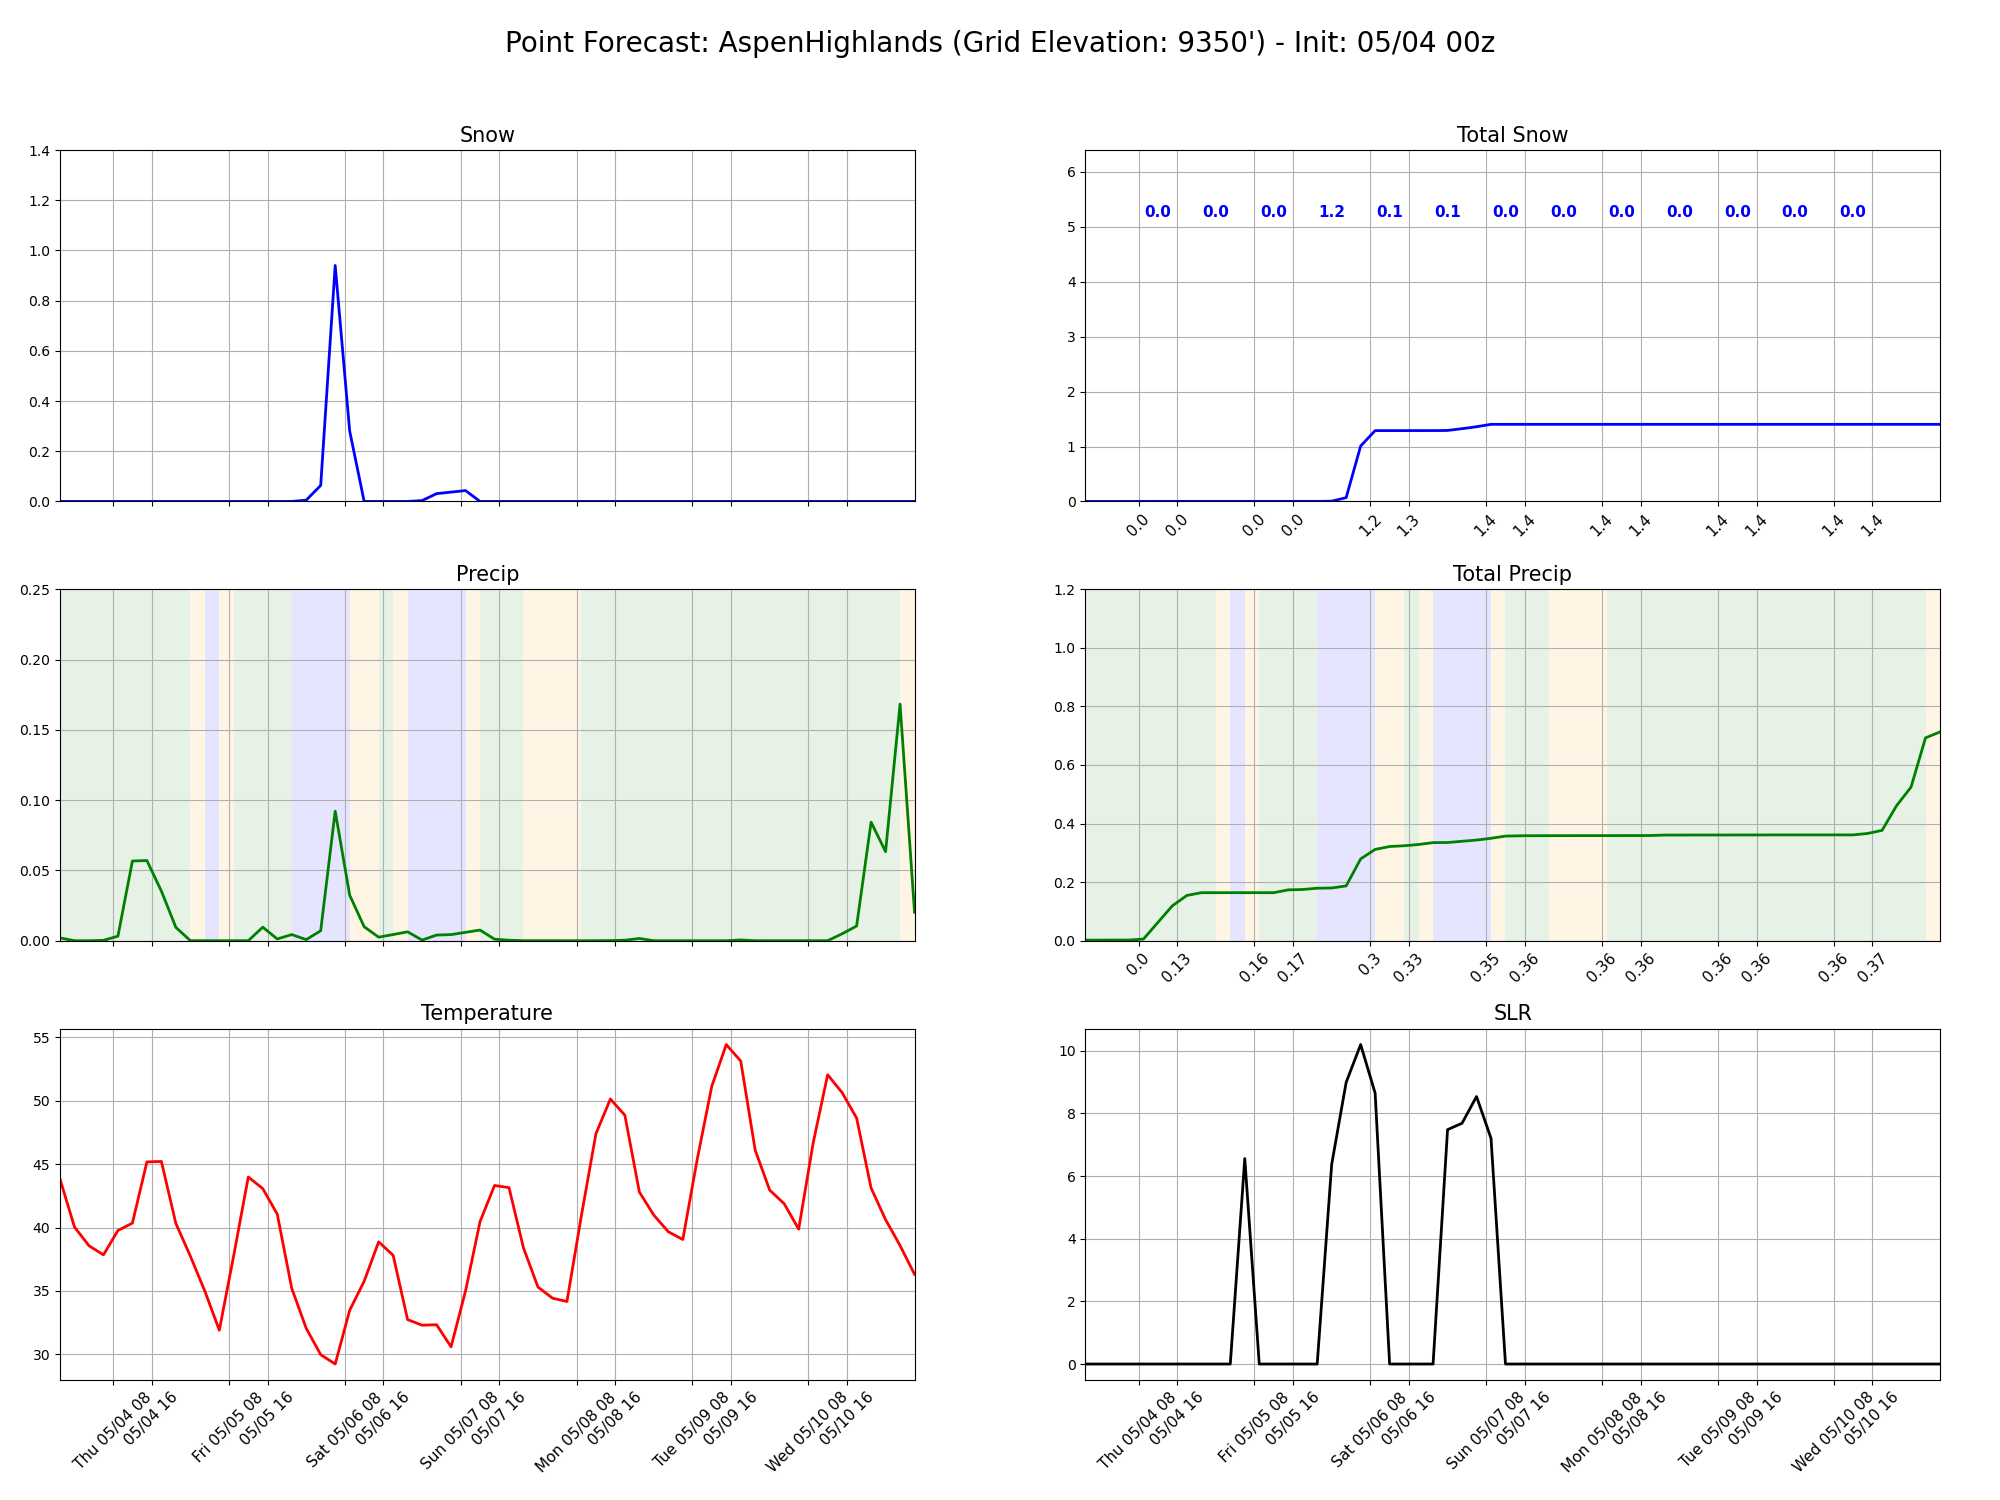 Point Forecast: AspenHighlands (Grid Elevation: 9350') - Init: 05/04 00z
Snow
1.4
1.2
1.0
0.8
0.6
0.4
0.2
0.0
Total Snow
6
5
4
3
2
1
0
0.0 0.0 0.0 1.2 0.1 0.1 0.0 0.0 0.0 0.0 0.0 0.0 0.0
0.0 0.0 0.0 0.0 1.2 1.3 1.4 1.4 1.4 1.4 1.4 1.4 1.4 1.4
Precip
0.25
0.20
0.15
0.10
0.05
0.00
Total Precip
1.2
1.0
0.8
0.6
0.4
0.2
0.0
0.0 0.13 0.16 0.17 0.3 0.33 0.35 0.36 0.36 0.36 0.36 0.36 0.36 0.37
Temperature
55
50
45
40
35
30
Thu 05/04 08
05/04 16
Fri 05/05 08
05/05 16
Sat 05/06 08
05/06 16
Sun 05/07 08
05/07 16
Mon 05/08 08
05/08 16
Tue 05/09 08
05/09 16
Wed 05/10 08
05/10 16
SLR
10
8
6
4
2
0
Thu 05/04 08
05/04 16
Fri 05/05 08
05/05 16
Sat 05/06 08
05/06 16
Sun 05/07 08
05/07 16
Mon 05/08 08
05/08 16
Tue 05/09 08
05/09 16
Wed 05/10 08
05/10 16